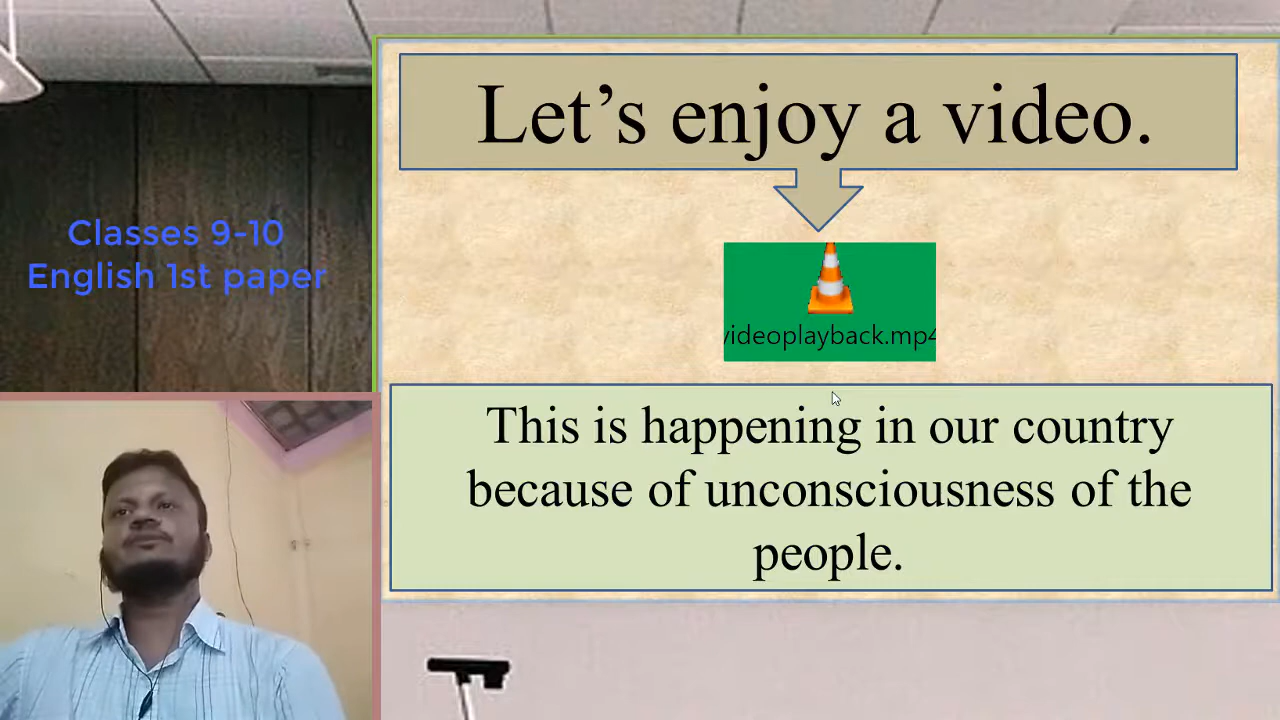 Let’s enjoy a video.
Classes 9-10
English 1st paper
videoplayback.mp4
This is happening in our country
because of unconsciousness of the
people.